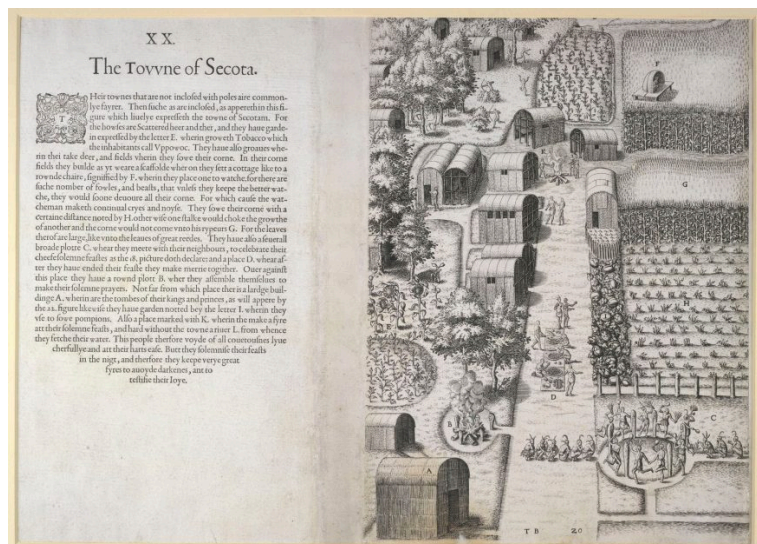 XX.
The Tovvne of Secota.
THeir townes that are not inclosed with poles aire common-
lye fayrer. Then suche as are inclosed, as appereth in this fi-
gure which liuelye expresseth the towne of Secotam. For
the howses are Scattered heer and ther, and they haue garde-
in expressed by the letter E. wherin groweth Tobacco which
the inhabitants call Vppowoc. They haue also groaues whe-
rin thei take deer, and fields vherin they sowe their corne. In their corne
fields they builde as yt weare a scaffolde wher on they sett a cottage like to a
rownde chaire, signiffied by F. wherin they place one to watche. for there are
suche nomber of fowles, and beasts, that vnless they keepe the better wat-
che, they would soone deuoure all their corne. For which cause the wat-
cheman maketh continual cryes and noyse. They sowe their corne with a
certaine distance noted by H. other wise one stalke would choke the growthe
of another and the corne would not come vnto his rypeurs G. For the leaues
therof are large, like vnto the leaues of great reedes. They haue also a seuerall
broade plotte C. whear they meete with their neighbours, to celebrate their
cheefe solemne feastes as the 18. picture doth declare: and a place D. whear af-
ter they haue ended their feaste they make merrie togither. Ouer against
this place they haue a rownd plott B. wher they assemble themselues to
make their solemne prayers. Not far from which place ther is a lardge buil-
dinge A. wherin are the tombes of their kings and princes, as will appere by
the 22. figure likewise they haue garden notted bey the letter I. wherin they
vse to sowe pompions. Also a place marked with K. wherin the make a fyre
att their solemne feasts, and hard without the towne a riuer L. from whence
they fetche their water. This people therfore voyde of all couetousnes lyue
cherfullye and att their harts ease. Butt they solemnise their feasts
in the nigt, and therfore they keepe verye great
fyres to auoyde darkenes, ant to
testifie their Ioye.
F
G
H
D
B
C
A
T B 20